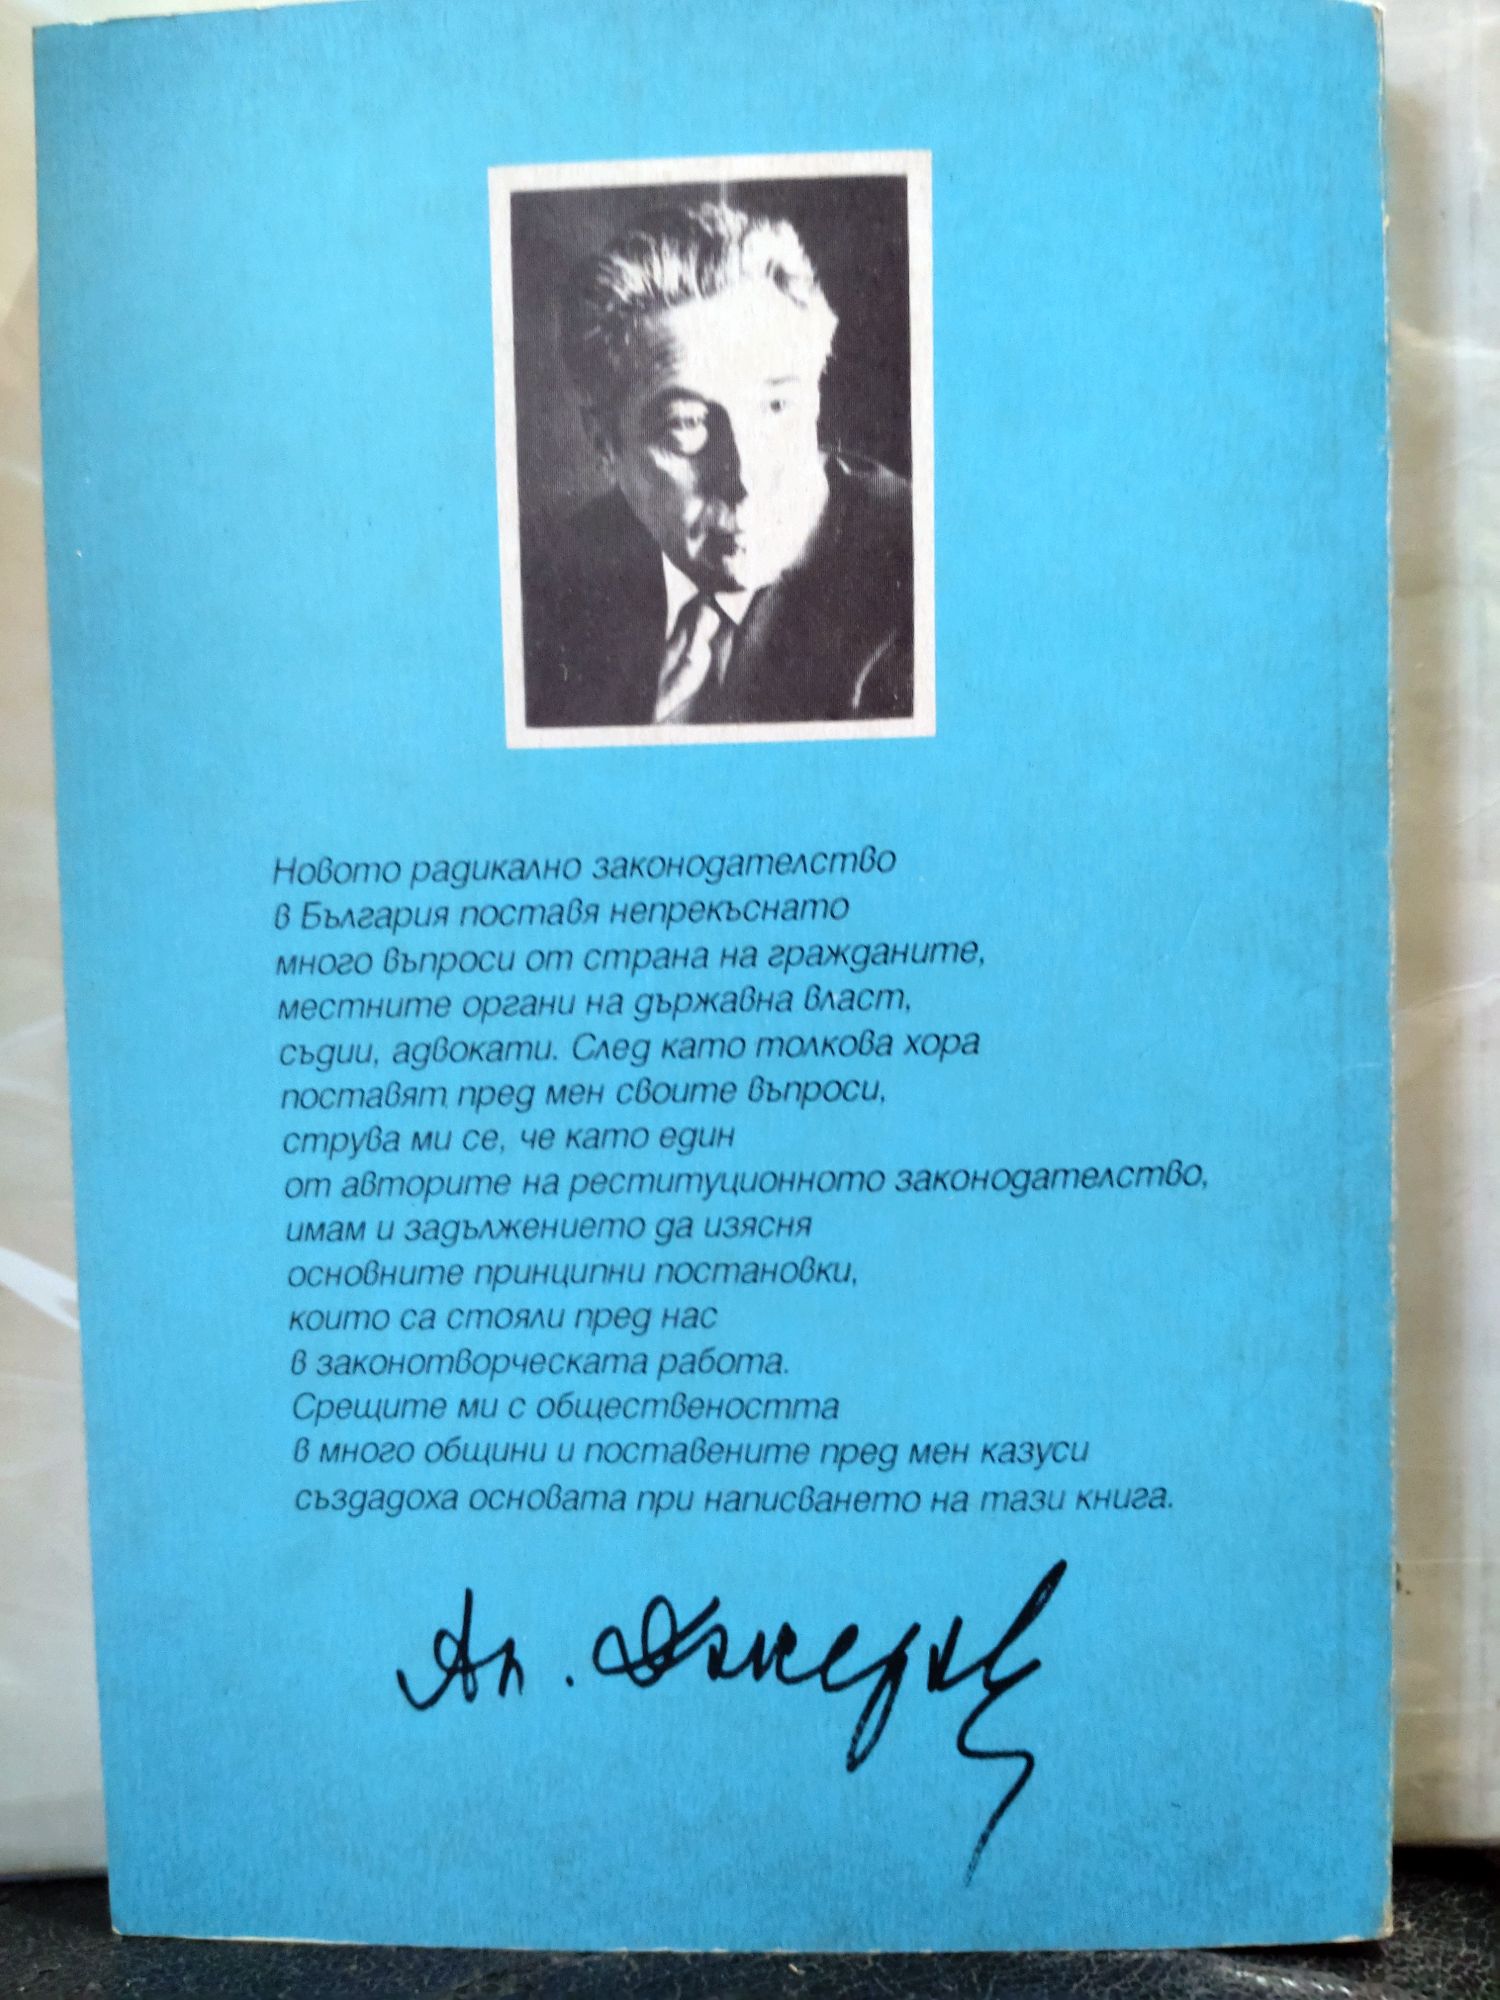 Новото радикално законодателство
в България поставя непрекъснато
много въпроси от страна на гражданите,
местните органи на държавна власт,
съдии, адвокати. След като толкова хора
поставят пред мен своите въпроси,
струва ми се, че като един
от авторите на реституционното законодателство,
имам и задължението да изясня
основните принципни постановки,
които са стояли пред нас
в законотворческата работа.
Срещите ми с обществеността
в много общини и поставените пред мен казуси
създадоха основата при написването на тази книга.
Ан. Джеров